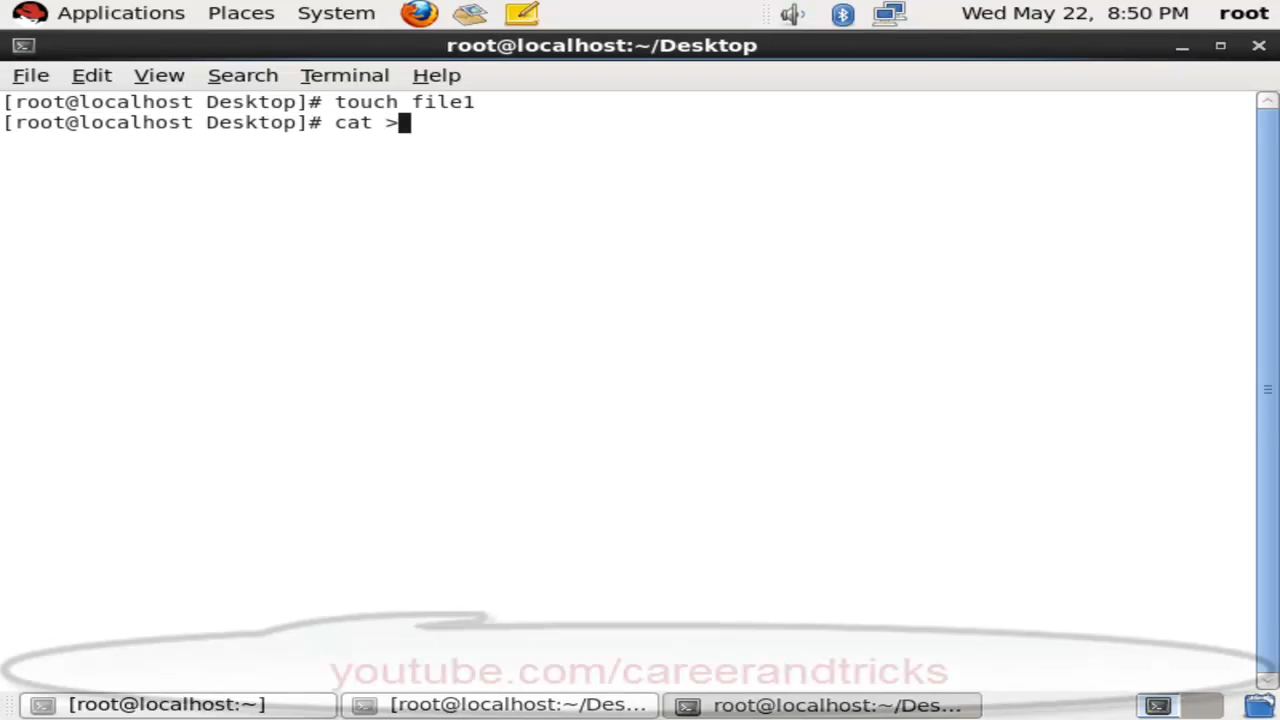 Applications Places System Wed May 22, 8:50 PM root
root@localhost:~/Desktop
File Edit View Search Terminal Help
[root@localhost Desktop]# touch file1
[root@localhost Desktop]# cat >
youtube.com/careerandtricks
[root@localhost:~] [root@localhost:~/Des... root@localhost:~/Des...